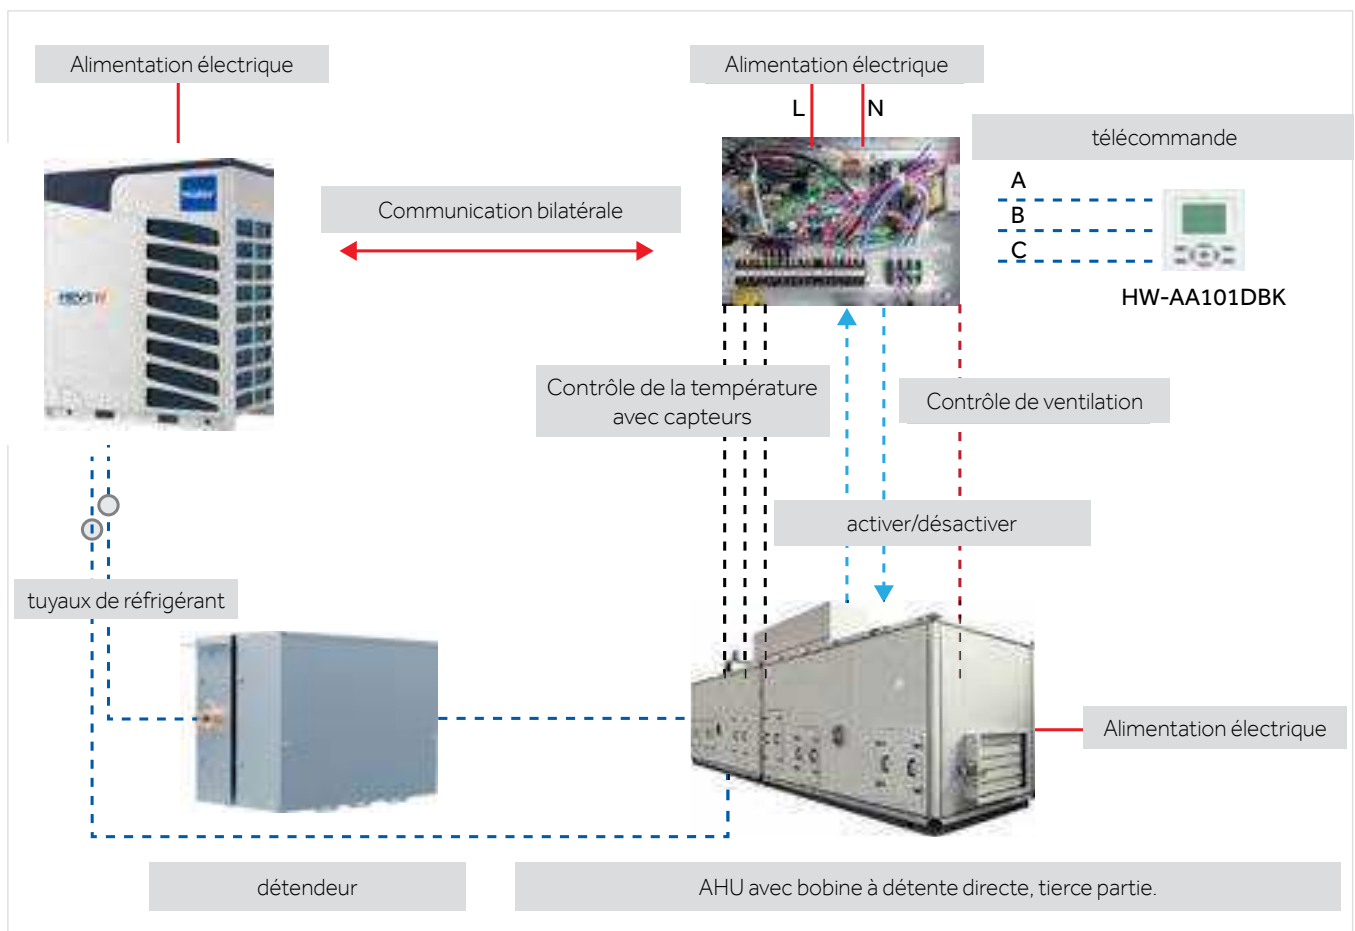 Alimentation électrique
Alimentation électrique
L
N
télécommande
A
B
C
HW-AA101DBK
Communication bilatérale
Contrôle de la température
avec capteurs
Contrôle de ventilation
activer/désactiver
tuyaux de réfrigérant
Alimentation électrique
détendeur
AHU avec bobine à détente directe, tierce partie.